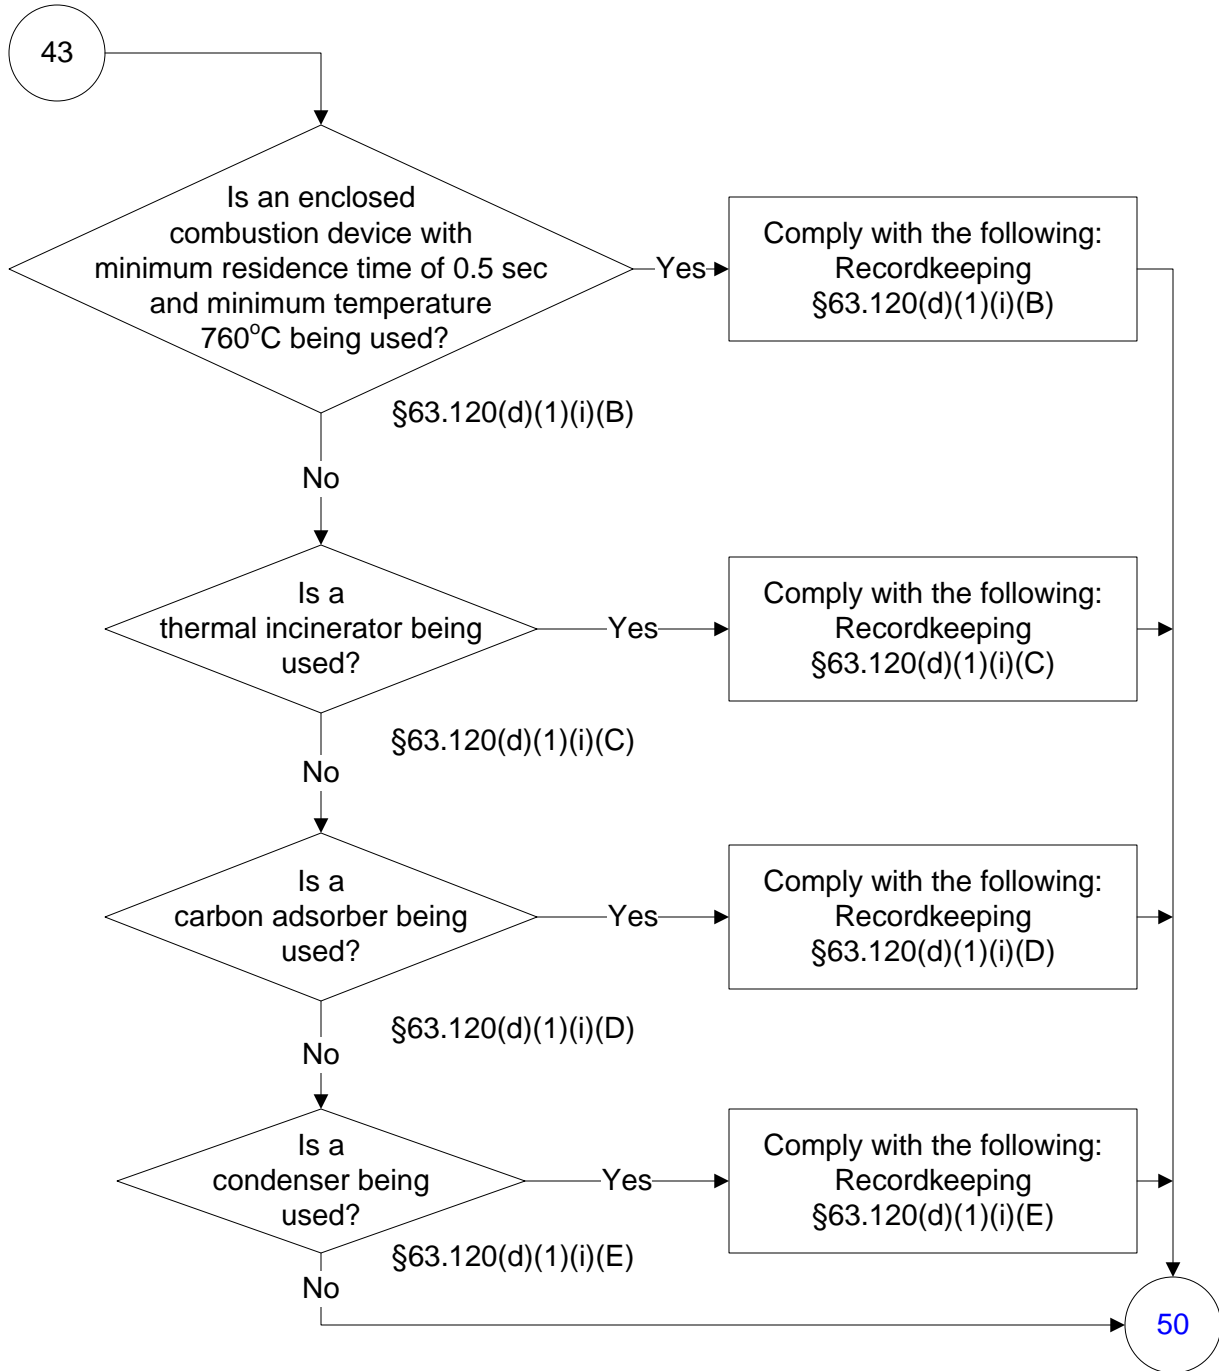 43
Is an enclosed
combustion device with
minimum residence time of 0.5 sec
and minimum temperature
760°C being used?
Yes
Comply with the following:
Recordkeeping
§63.120(d)(1)(i)(B)
§63.120(d)(1)(i)(B)
No
Is a
thermal incinerator being
used?
Yes
Comply with the following:
Recordkeeping
§63.120(d)(1)(i)(C)
§63.120(d)(1)(i)(C)
No
Is a
carbon adsorber being
used?
Yes
Comply with the following:
Recordkeeping
§63.120(d)(1)(i)(D)
§63.120(d)(1)(i)(D)
No
Is a
condenser being
used?
Yes
Comply with the following:
Recordkeeping
§63.120(d)(1)(i)(E)
§63.120(d)(1)(i)(E)
No
50